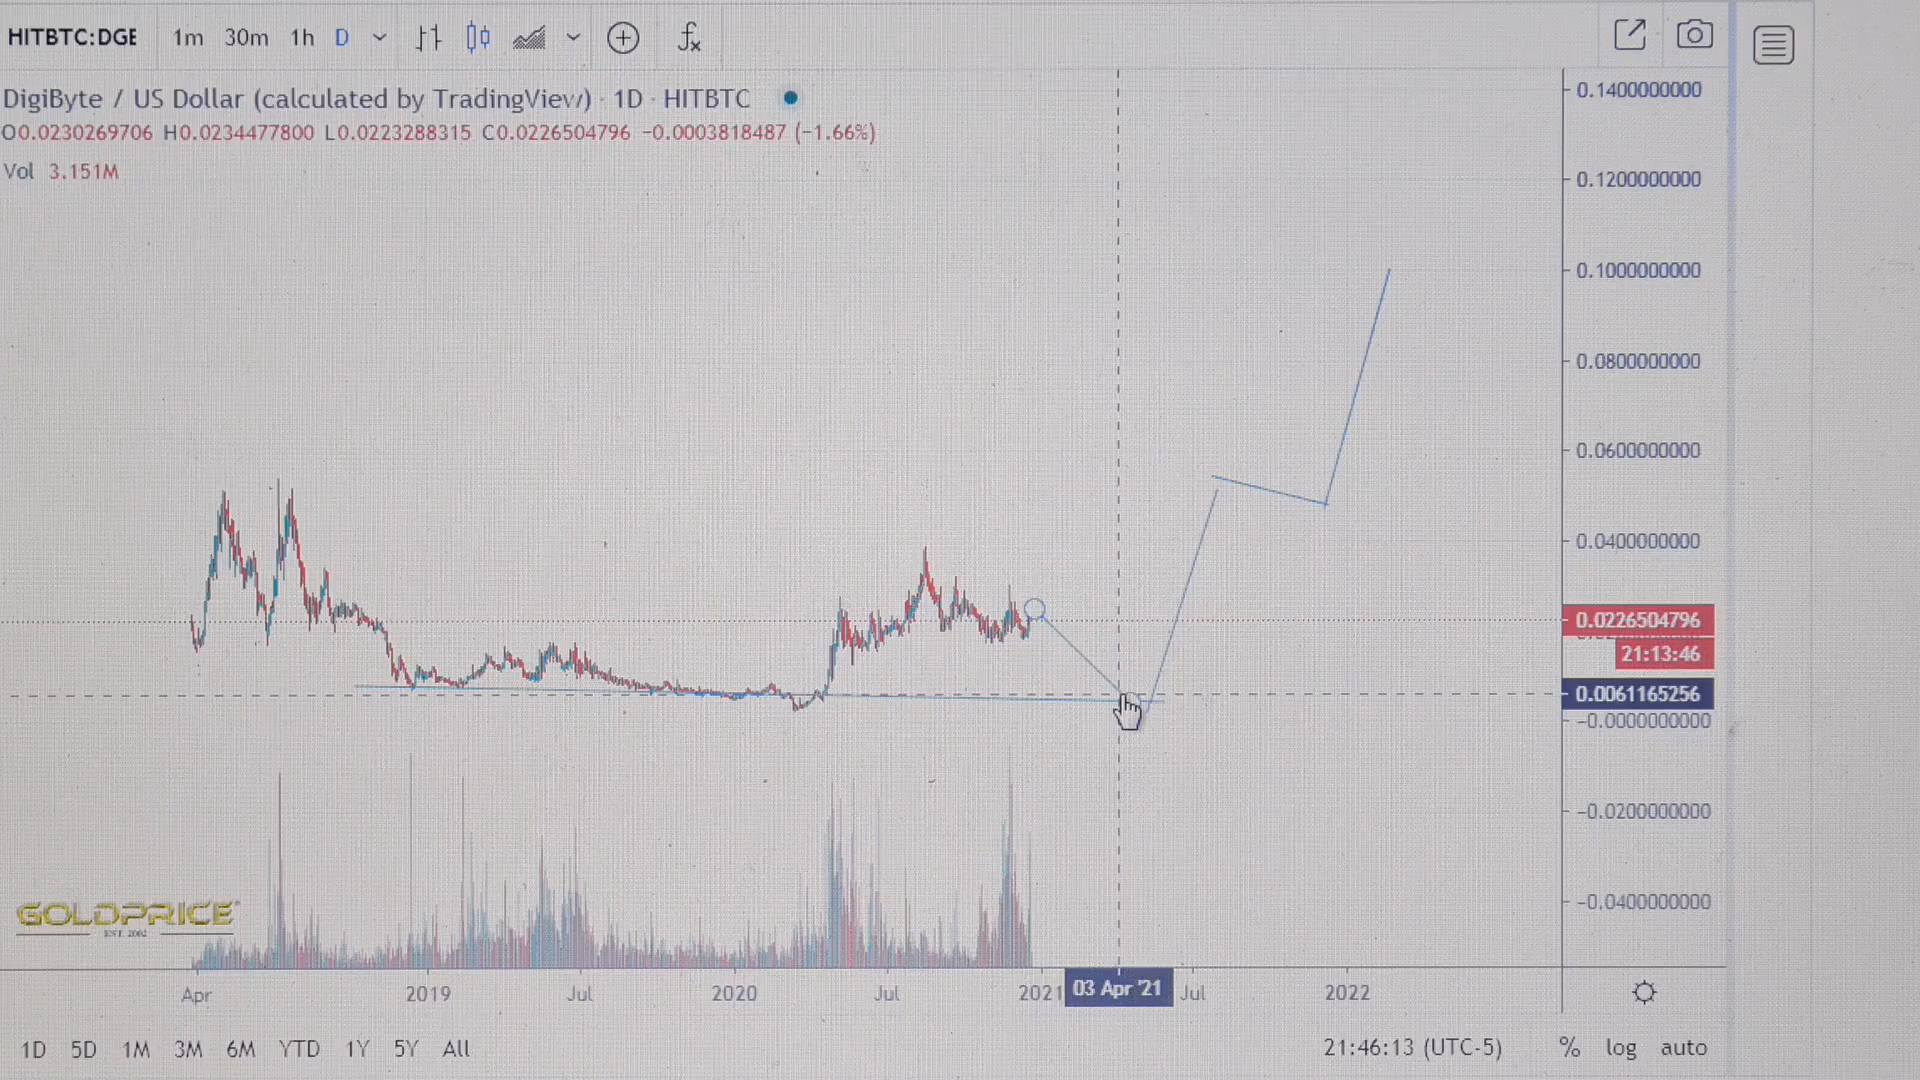 HITBTC:DGE 1m 30m 1h D
DigiByte / US Dollar (calculated by TradingView) · 1D · HITBTC
O0.0230269706 H0.0234477800 L0.0223288315 C0.0226504796 −0.0003818487 (−1.66%)
Vol 3.151M
0.1400000000
0.1200000000
0.1000000000
0.0800000000
0.0600000000
0.0400000000
0.0226504796
21:13:46
0.0061165256
−0.0000000000
−0.0200000000
−0.0400000000
GOLDPRICE
EST. 2002
Apr 2019 Jul 2020 Jul 2021 03 Apr '21 Jul 2022
1D 5D 1M 3M 6M YTD 1Y 5Y All 21:46:13 (UTC-5) % log auto